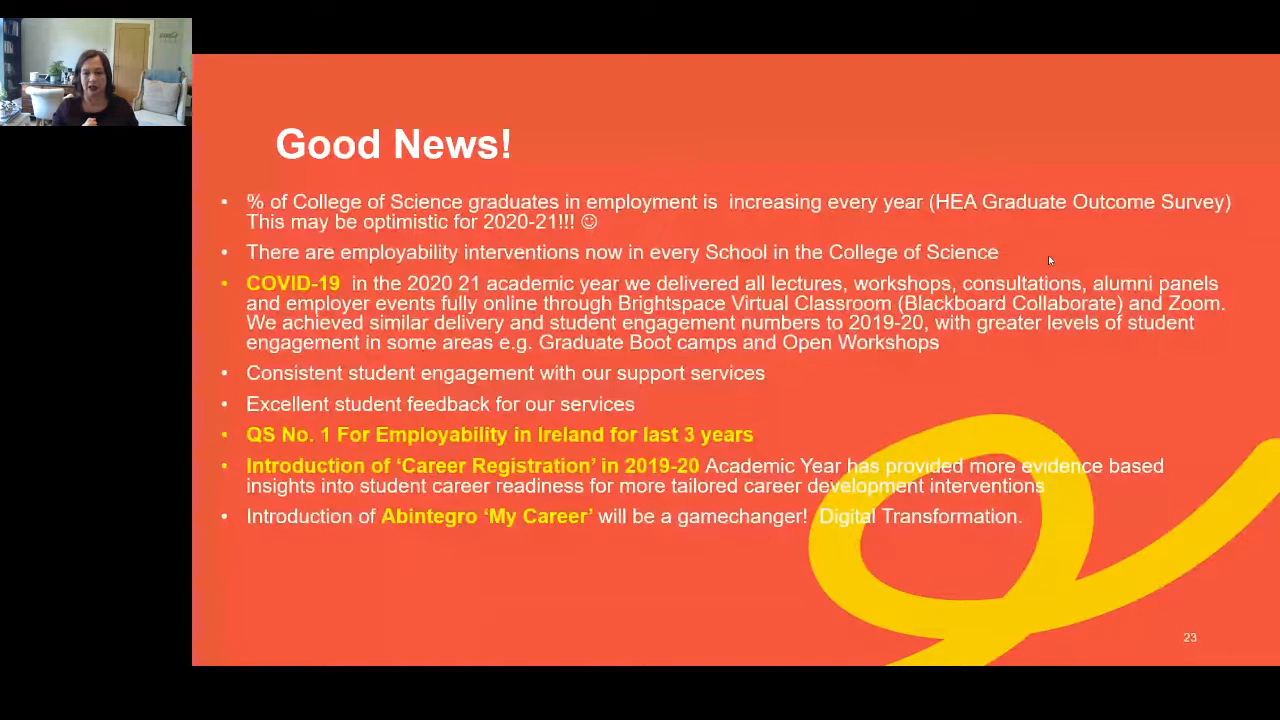 Good News!
• % of College of Science graduates in employment is  increasing every year (HEA Graduate Outcome Survey)
This may be optimistic for 2020-21!!! ☺
• There are employability interventions now in every School in the College of Science
• COVID-19  in the 2020 21 academic year we delivered all lectures, workshops, consultations, alumni panels
and employer events fully online through Brightspace Virtual Classroom (Blackboard Collaborate) and Zoom.
We achieved similar delivery and student engagement numbers to 2019-20, with greater levels of student
engagement in some areas e.g. Graduate Boot camps and Open Workshops
• Consistent student engagement with our support services
• Excellent student feedback for our services
• QS No. 1 For Employability in Ireland for last 3 years
• Introduction of ‘Career Registration’ in 2019-20 Academic Year has provided more evidence based
insights into student career readiness for more tailored career development interventions
• Introduction of Abintegro ‘My Career’ will be a gamechanger!  Digital Transformation.
23